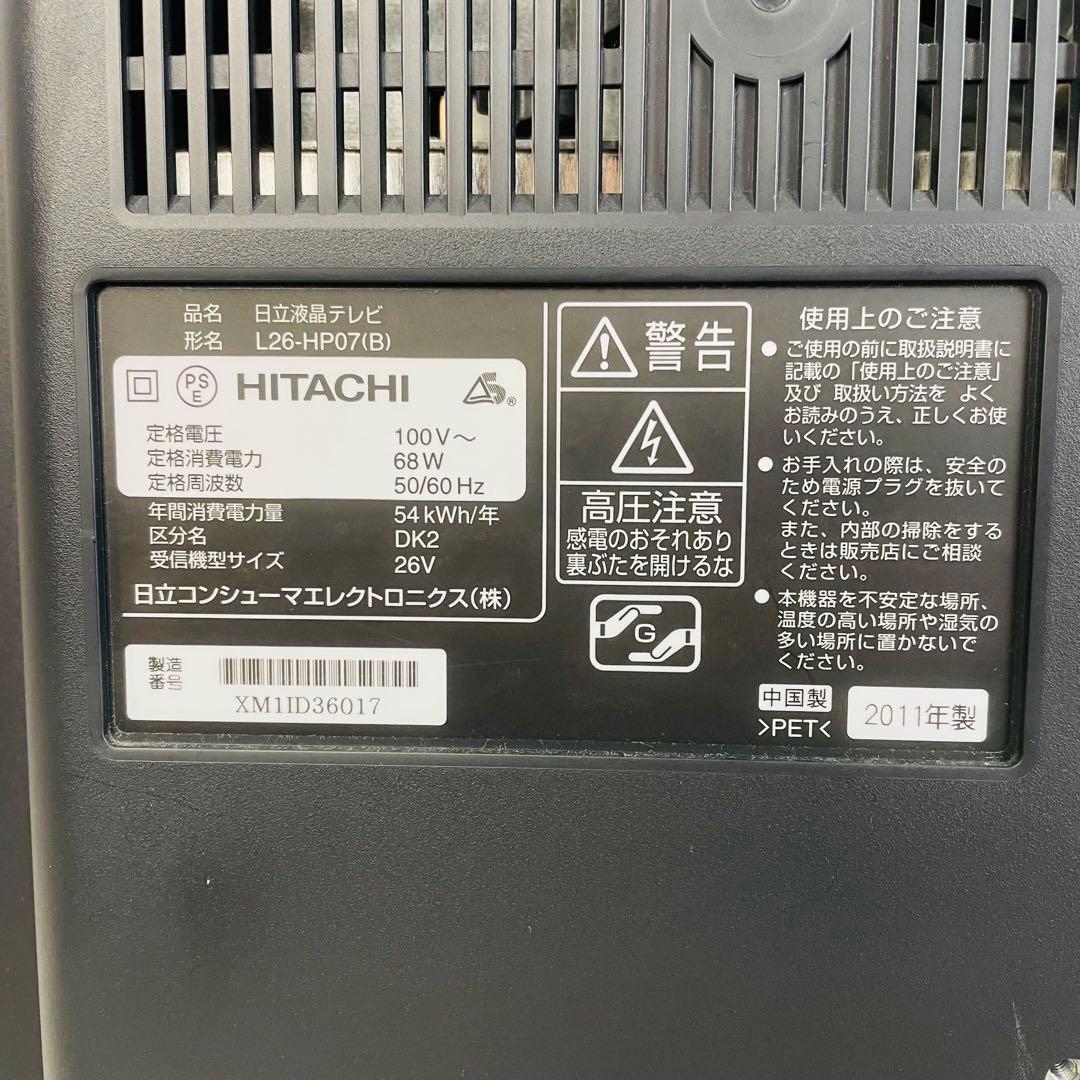 品名 日立液晶テレビ
形名 L26-HP07(B)
PS
E
HITACHI
S
®
定格電圧 100V～
定格消費電力 68W
定格周波数 50/60Hz
年間消費電力量 54kWh/年
区分名 DK2
受信機型サイズ 26V
日立コンシューマエレクトロニクス(株)
製造
番号
XM1ID36017
警告
高圧注意
感電のおそれあり
裏ぶたを開けるな
G
使用上のご注意
●ご使用の前に取扱説明書に
記載の「使用上のご注意」
及び 取扱い方法を よく
お読みのうえ、正しくお使
いください。
●お手入れの際は、安全の
ため電源プラグを抜いて
ください。
また、内部の掃除をする
ときは販売店にご相談
ください。
●本機器を不安定な場所、
温度の高い場所や湿気の
多い場所に置かないで
ください。
中国製
>PET<
2011年製